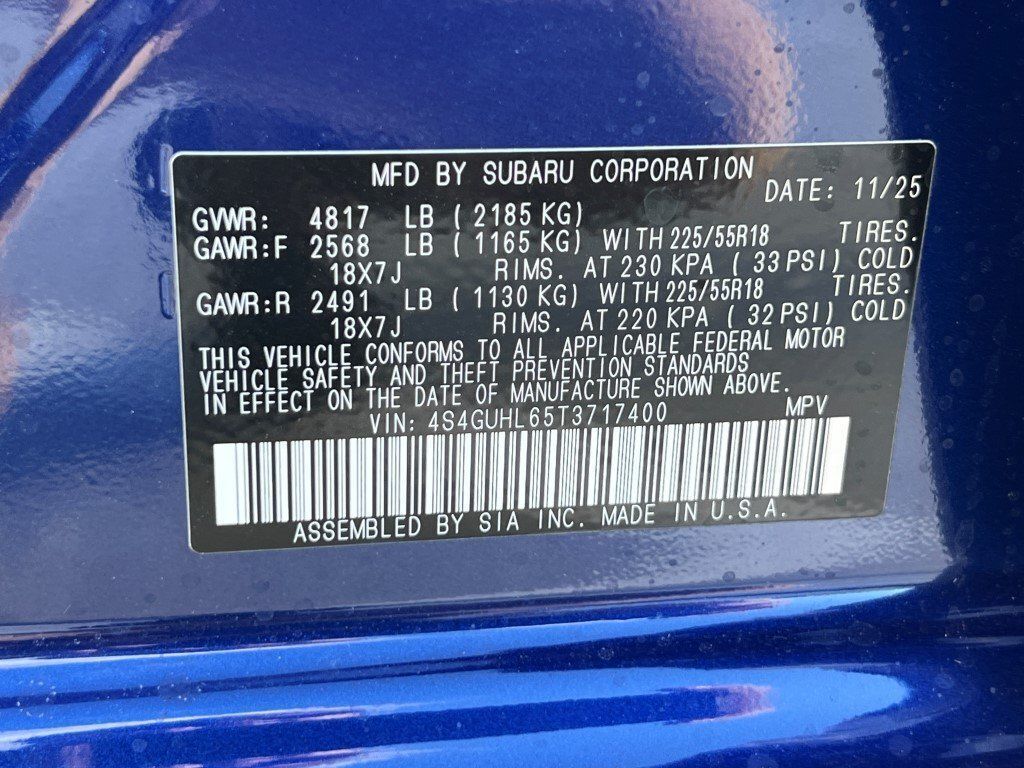 MFD BY SUBARU CORPORATION
DATE: 11/25
GVWR: 4817 LB ( 2185 KG)
GAWR:F 2568 LB ( 1165 KG) WITH 225/55R18 TIRES.
18X7J RIMS. AT 230 KPA ( 33 PSI) COLD
GAWR:R 2491 LB ( 1130 KG) WITH 225/55R18 TIRES.
18X7J RIMS. AT 220 KPA ( 32 PSI) COLD
THIS VEHICLE CONFORMS TO ALL APPLICABLE FEDERAL MOTOR
VEHICLE SAFETY AND THEFT PREVENTION STANDARDS
IN EFFECT ON THE DATE OF MANUFACTURE SHOWN ABOVE.
VIN: 4S4GUHL65T3717400 MPV
ASSEMBLED BY SIA INC. MADE IN U.S.A.